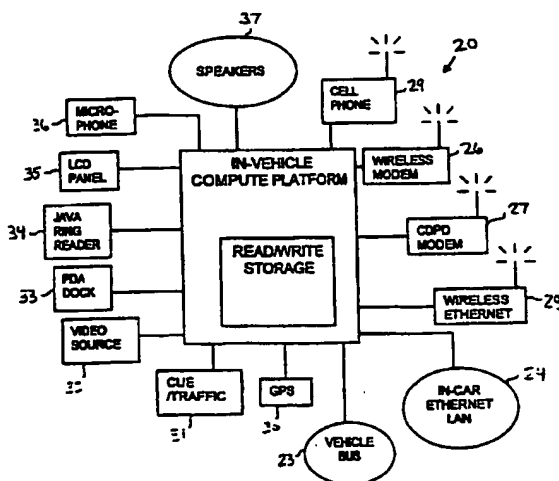 37
SPEAKERS
20
CELL
PHONE
29
MICRO-
PHONE
36
IN-VEHICLE
COMPUTE PLATFORM
WIRELESS
MODEM
26
LCD
PANEL
35
READ/WRITE
STORAGE
CDPD
MODEM
27
JAVA
RING
READER
34
PDA
DOCK
33
WIRELESS
ETHERNET
VIDEO
SOURCE
32
CUE
/TRAFFIC
31
GPS
30
VEHICLE
BUS
23
IN-CAR
ETHERNET
LAN
24